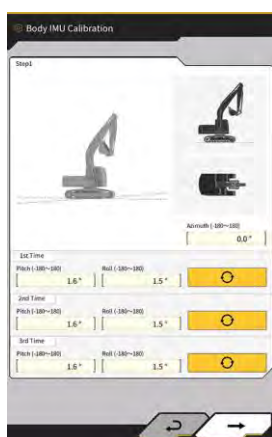 Body IMU Calibration
Step1
Azimuth (-180~180)
[ 0.0° ]
1st Time
Pitch (-180~180) Roll (-180~180)
[ 1.6° ] [ 1.5° ]
2nd Time
Pitch (-180~180) Roll (-180~180)
[ 1.6° ] [ 1.5° ]
3rd Time
Pitch (-180~180) Roll (-180~180)
[ 1.6° ] [ 1.5° ]